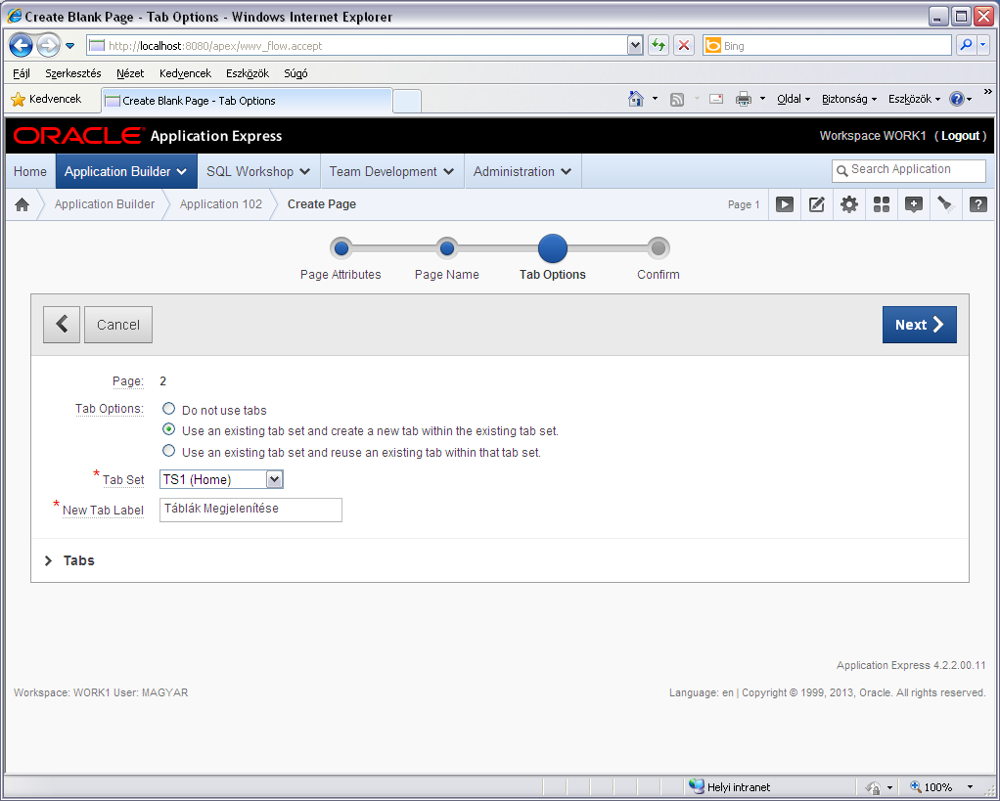 Create Blank Page - Tab Options - Windows Internet Explorer
http://localhost:8080/apex/wwv_flow.accept
Bing
Fájl Szerkesztés Nézet Kedvencek Eszközök Súgó
Kedvencek Create Blank Page - Tab Options Oldal Biztonság Eszközök
ORACLE Application Express Workspace WORK1 ( Logout )
Home Application Builder SQL Workshop Team Development Administration Search Application
Application Builder Application 102 Create Page Page 1
Page Attributes Page Name Tab Options Confirm
Cancel Next
Page: 2
Tab Options: Do not use tabs
Use an existing tab set and create a new tab within the existing tab set.
Use an existing tab set and reuse an existing tab within that tab set.
* Tab Set TS1 (Home)
* New Tab Label Táblák Megjelenítése
Tabs
Application Express 4.2.2.00.11
Workspace: WORK1 User: MAGYAR Language: en | Copyright © 1999, 2013, Oracle. All rights reserved.
Helyi intranet 100%